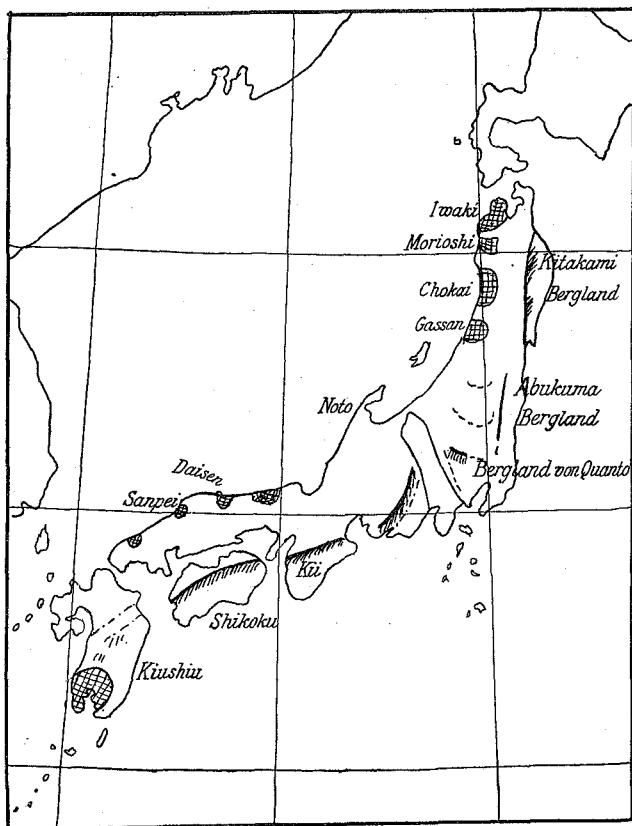 Iwaki
Morioshi
Kitakami
Bergland
Chokai
Gassan
Abukuma
Bergland
Noto
Bergland von Quanto
Daisen
Sanpei
Kii
Shikoku
Kiushiu